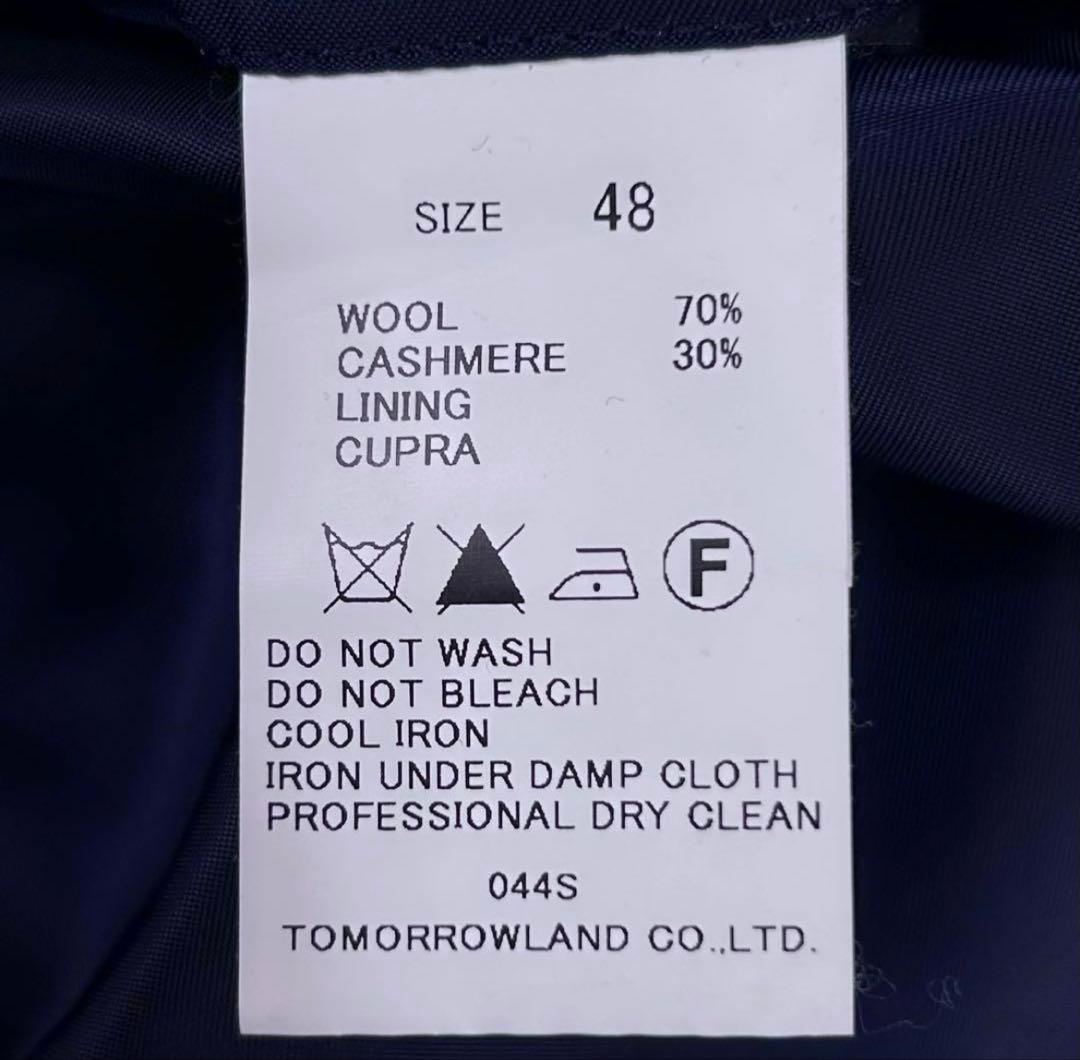 SIZE 48
WOOL 70%
CASHMERE 30%
LINING
CUPRA
F
DO NOT WASH
DO NOT BLEACH
COOL IRON
IRON UNDER DAMP CLOTH
PROFESSIONAL DRY CLEAN
044S
TOMORROWLAND CO.,LTD.